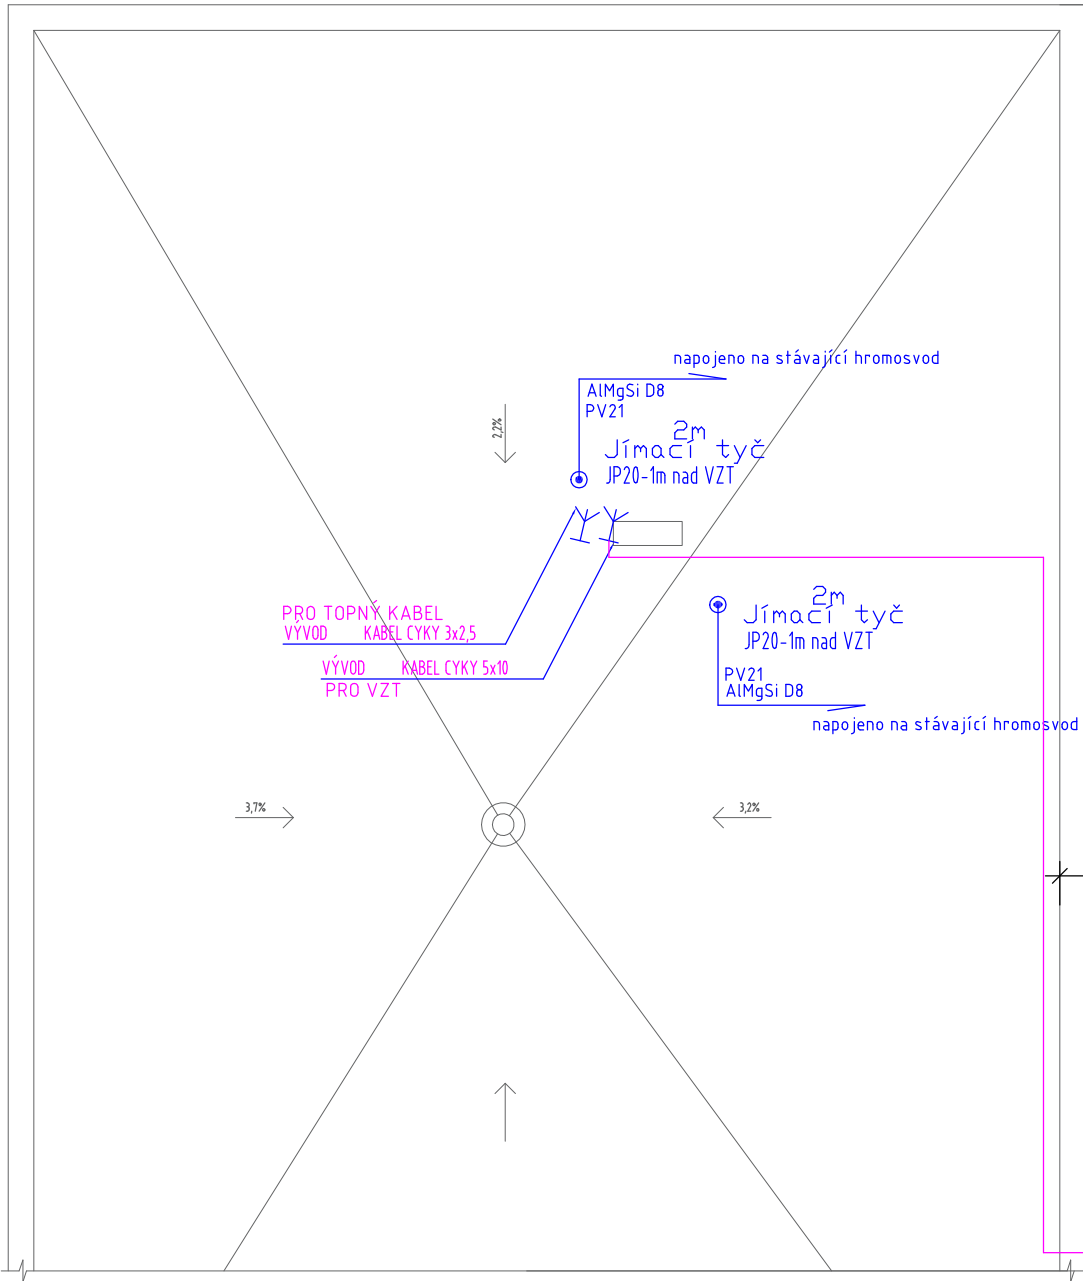 napojeno na stávající hromosvod
AlMgSi D8
PV21
2m
Jímací tyč
JP20-1m nad VZT
2,2%
2m
Jímací tyč
JP20-1m nad VZT
PRO TOPNÝ KABEL
VÝVOD KABEL CYKY 3x2,5
VÝVOD KABEL CYKY 5x10
PRO VZT
PV21
AlMgSi D8
napojeno na stávající hromosvod
3,7%
3,2%